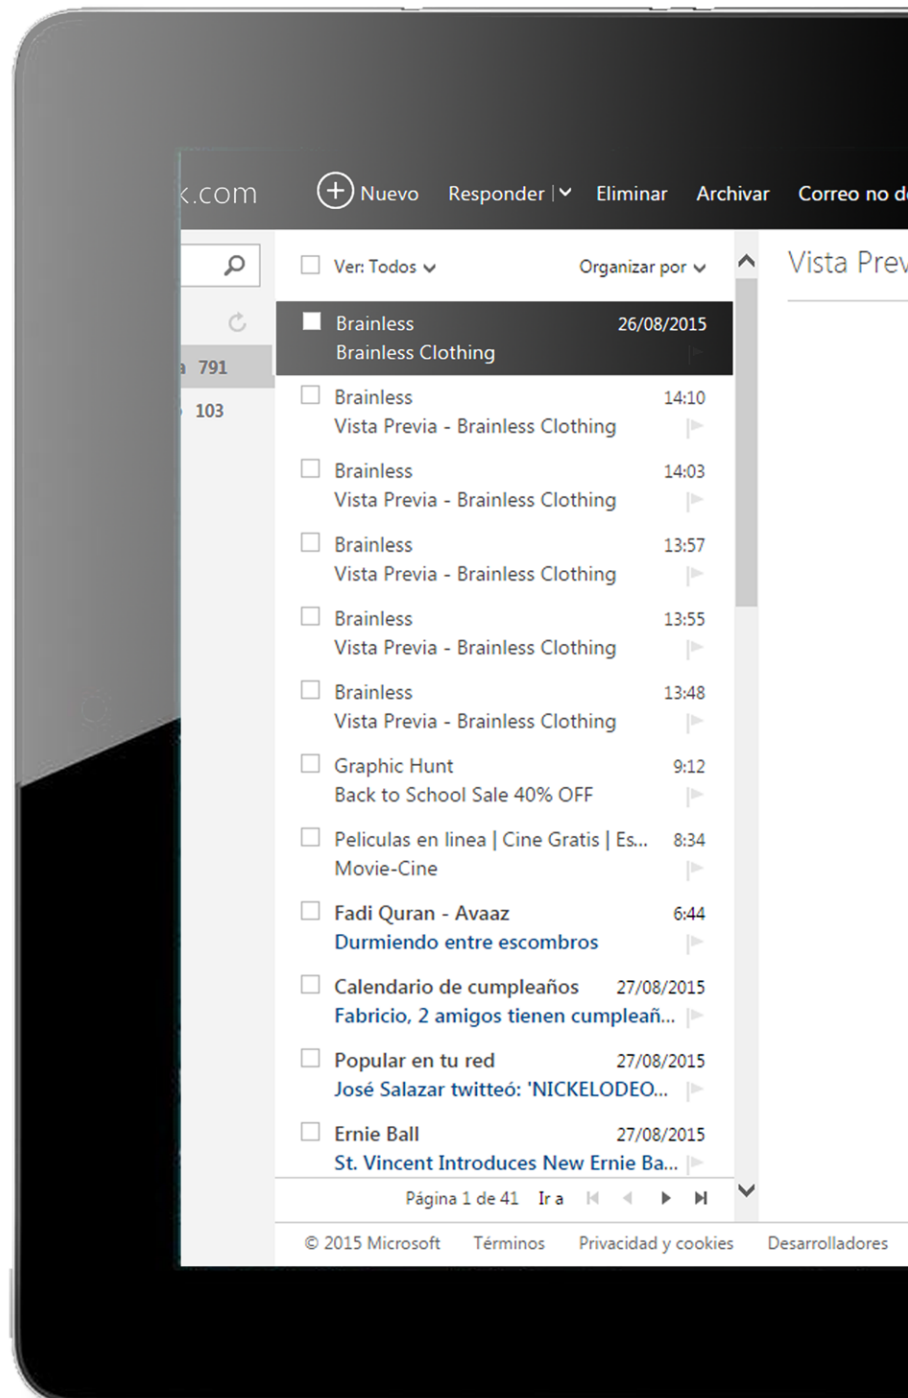 k.com Nuevo Responder Eliminar Archivar Correo no
Ver: Todos Organizar por
Vista
791
103
Brainless 26/08/2015
Brainless Clothing
Brainless 14:10
Vista Previa - Brainless Clothing
Brainless 14:03
Vista Previa - Brainless Clothing
Brainless 13:57
Vista Previa - Brainless Clothing
Brainless 13:55
Vista Previa - Brainless Clothing
Brainless 13:48
Vista Previa - Brainless Clothing
Graphic Hunt 9:12
Back to School Sale 40% OFF
Peliculas en linea | Cine Gratis | Es... 8:34
Movie-Cine
Fadi Quran - Avaaz 6:44
Durmiendo entre escombros
Calendario de cumpleaños 27/08/2015
Fabricio, 2 amigos tienen cumpleañ...
Popular en tu red 27/08/2015
José Salazar twitteó: 'NICKELODEO...
Ernie Ball 27/08/2015
St. Vincent Introduces New Ernie Ba...
Página 1 de 41 Ir a
© 2015 Microsoft Términos Privacidad y cookies Desarrolladores